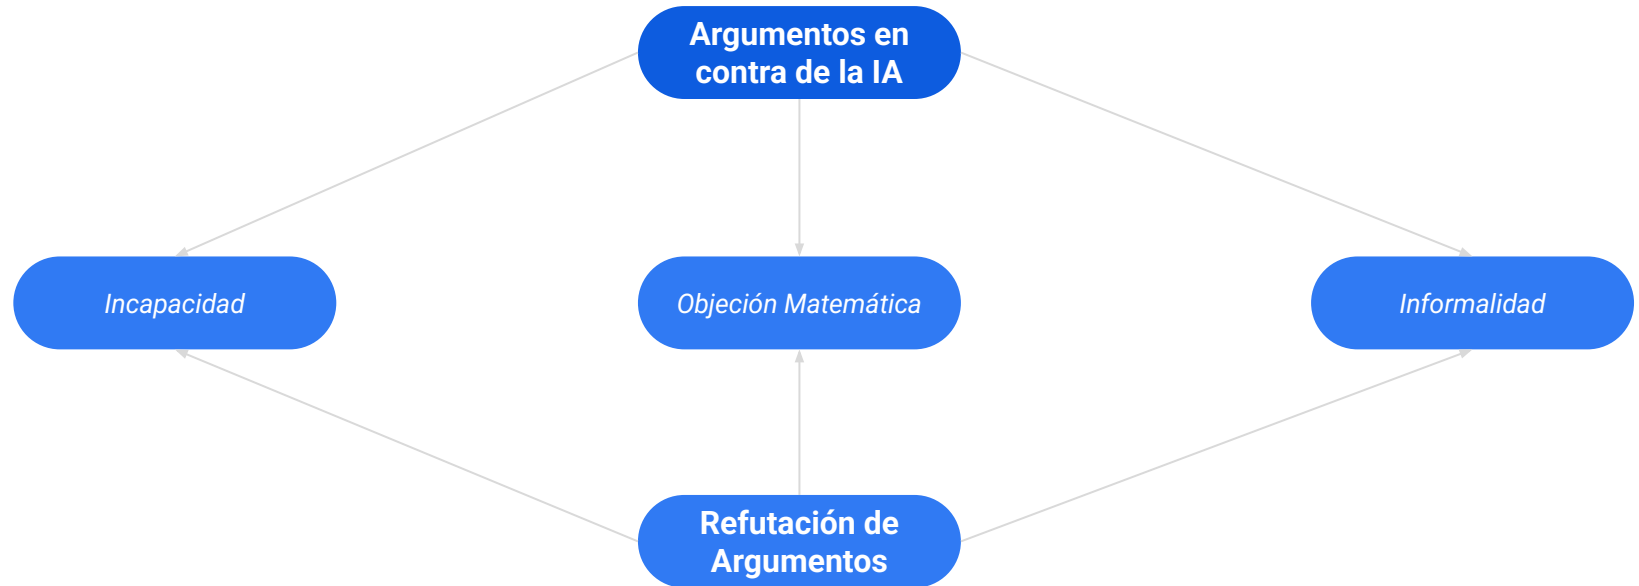 Argumentos en
contra de la IA
Incapacidad
Objeción Matemática
Informalidad
Refutación de
Argumentos